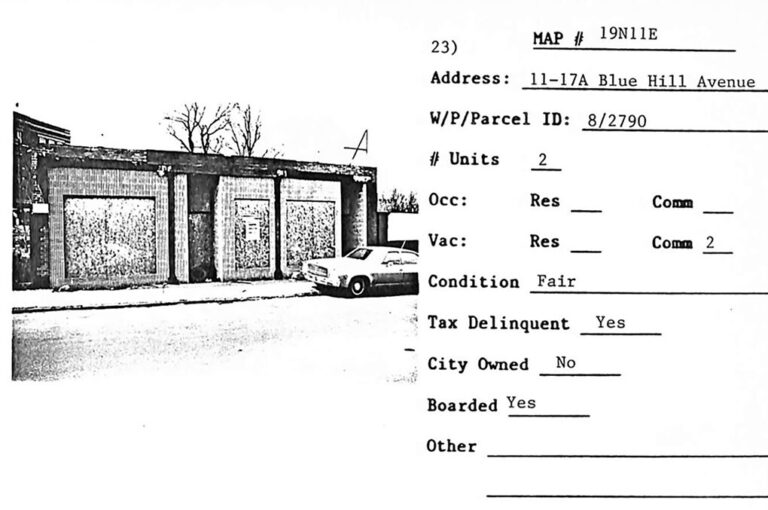 23) MAP # 19N11E
Address: 11-17A Blue Hill Avenue
W/P/Parcel ID: 8/2790
# Units 2
Occ: Res Comm
Vac: Res Comm 2
Condition Fair
Tax Delinquent Yes
City Owned No
Boarded Yes
Other